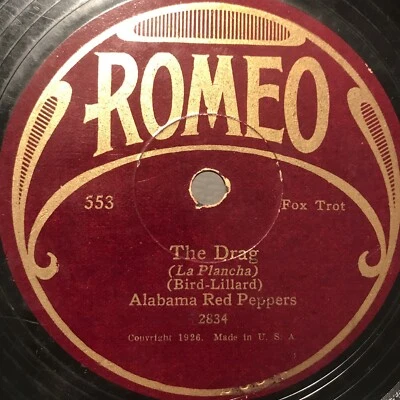 ROMEO
553 Fox Trot
The Drag
(La Plancha)
(Bird-Lillard)
Alabama Red Peppers
2834
Copyright 1926. Made in U. S. A